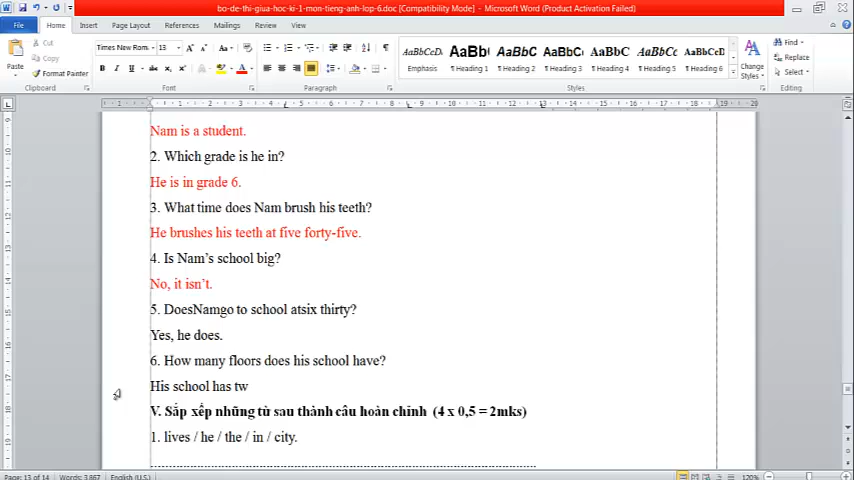 bo-de-thi-giua-hoc-ki-1-mon-tieng-anh-lop-6.doc [Compatibility Mode] - Microsoft Word (Product Activation Failed)
File Home Insert Page Layout References Mailings Review View
Paste Cut Copy Format Painter Clipboard
Times New Rom 13 Font
Paragraph
AaBbCcDc Emphasis AaBb( ¶ Heading 1 AaBbC ¶ Heading 2 AaBbCc ¶ Heading 3 AaBbC ¶ Heading 4 AaBbCc ¶ Heading 5 AaBbCcD ¶ Heading 6 Change Styles Styles
Find Replace Select Editing
Nam is a student.
2. Which grade is he in?
He is in grade 6.
3. What time does Nam brush his teeth?
He brushes his teeth at five forty-five.
4. Is Nam's school big?
No, it isn't.
5. DoesNamgo to school atsix thirty?
Yes, he does.
6. How many floors does his school have?
His school has tw
V. Sắp xếp những từ sau thành câu hoàn chỉnh (4 x 0,5 = 2mks)
1. lives / he / the / in / city.
Page: 13 of 14 Words: 3,867 English (U.S.) 120%